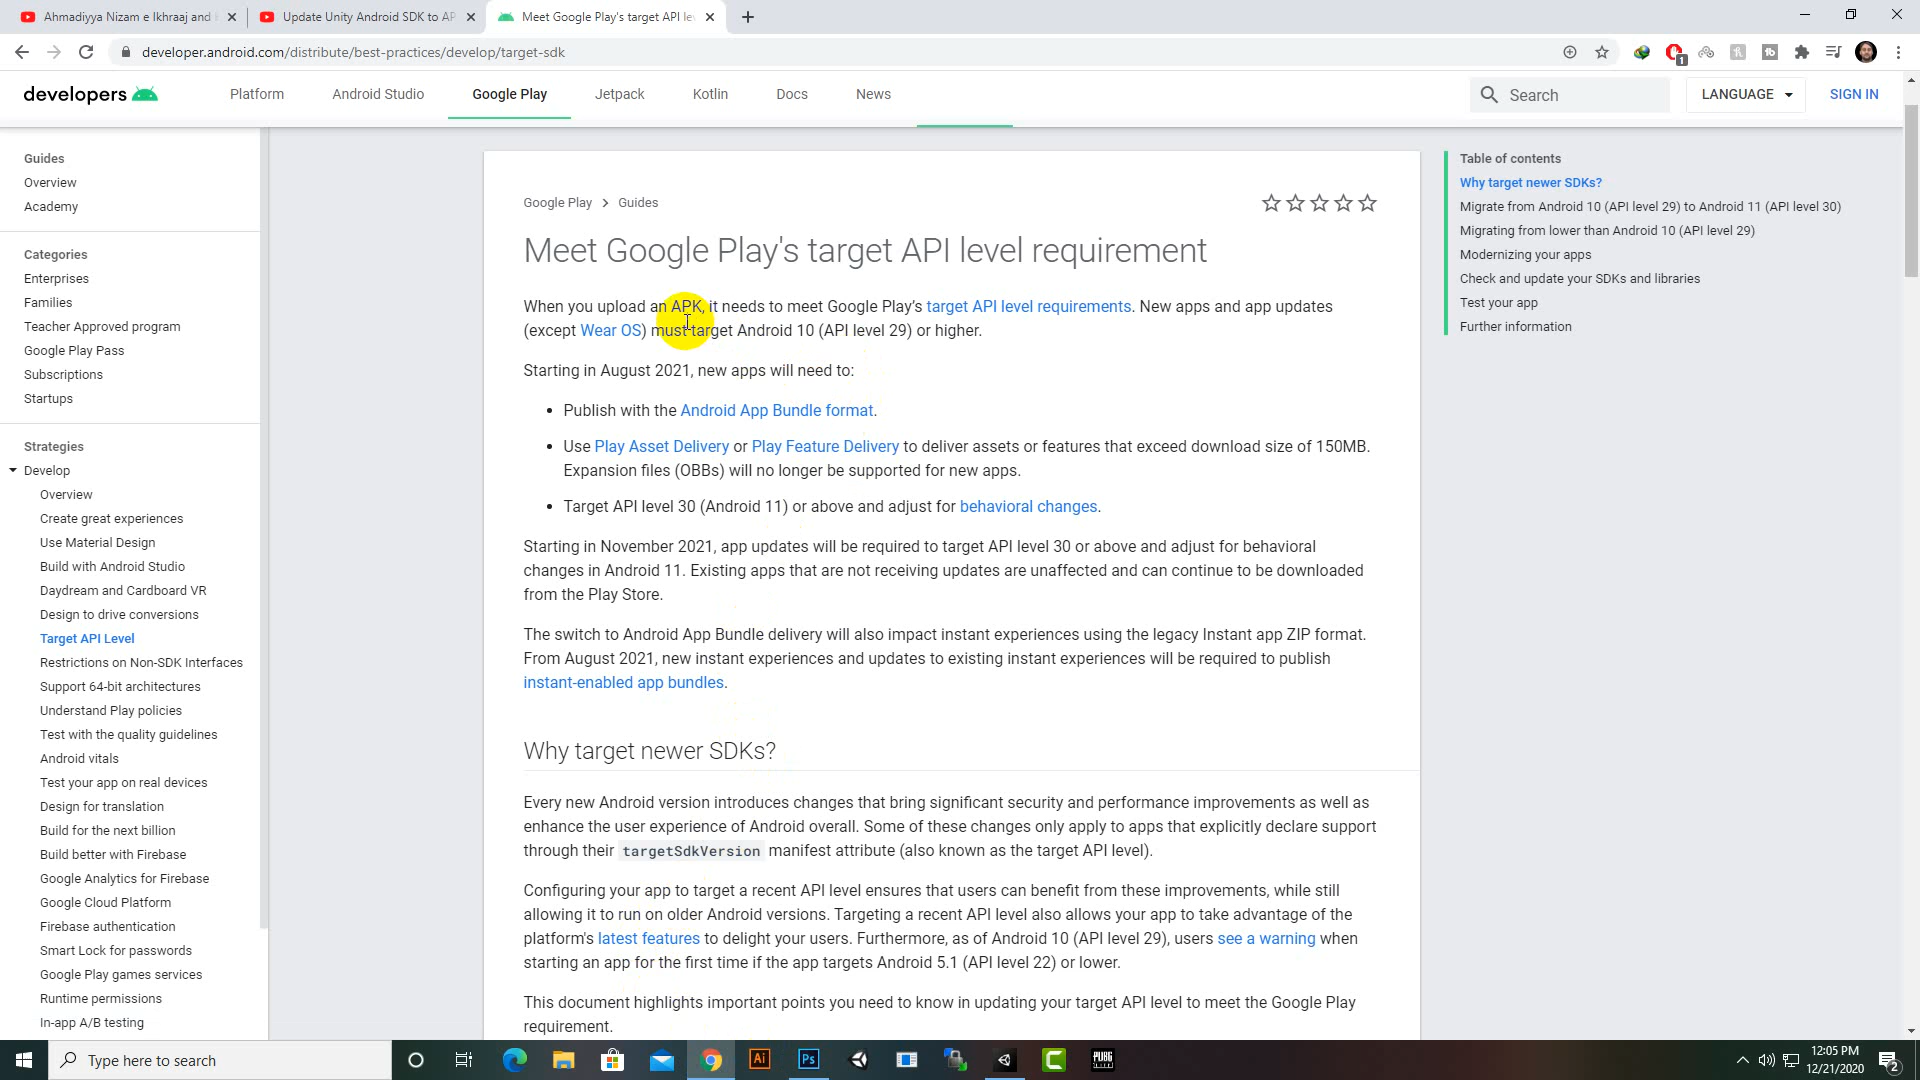 Ahmadiyya Nizam e Ikhraaj and
Update Unity Android SDK to AP
Meet Google Play's target API le
developer.android.com/distribute/best-practices/develop/target-sdk
1
developers
Platform
Android Studio
Google Play
Jetpack
Kotlin
Docs
News
Search
LANGUAGE
SIGN IN
Guides
Overview
Academy
Categories
Enterprises
Families
Teacher Approved program
Google Play Pass
Subscriptions
Startups
Strategies
Develop
Overview
Create great experiences
Use Material Design
Build with Android Studio
Daydream and Cardboard VR
Design to drive conversions
Target API Level
Restrictions on Non-SDK Interfaces
Support 64-bit architectures
Understand Play policies
Test with the quality guidelines
Android vitals
Test your app on real devices
Design for translation
Build for the next billion
Build better with Firebase
Google Analytics for Firebase
Google Cloud Platform
Firebase authentication
Smart Lock for passwords
Google Play games services
Runtime permissions
In-app A/B testing
Google Play > Guides
Meet Google Play's target API level requirement
When you upload an APK, it needs to meet Google Play's target API level requirements. New apps and app updates
(except Wear OS) must target Android 10 (API level 29) or higher.
Starting in August 2021, new apps will need to:
• Publish with the Android App Bundle format.
• Use Play Asset Delivery or Play Feature Delivery to deliver assets or features that exceed download size of 150MB.
Expansion files (OBBs) will no longer be supported for new apps.
• Target API level 30 (Android 11) or above and adjust for behavioral changes.
Starting in November 2021, app updates will be required to target API level 30 or above and adjust for behavioral
changes in Android 11. Existing apps that are not receiving updates are unaffected and can continue to be downloaded
from the Play Store.
The switch to Android App Bundle delivery will also impact instant experiences using the legacy Instant app ZIP format.
From August 2021, new instant experiences and updates to existing instant experiences will be required to publish
instant-enabled app bundles.
Why target newer SDKs?
Every new Android version introduces changes that bring significant security and performance improvements as well as
enhance the user experience of Android overall. Some of these changes only apply to apps that explicitly declare support
through their targetSdkVersion manifest attribute (also known as the target API level).
Configuring your app to target a recent API level ensures that users can benefit from these improvements, while still
allowing it to run on older Android versions. Targeting a recent API level also allows your app to take advantage of the
platform's latest features to delight your users. Furthermore, as of Android 10 (API level 29), users see a warning when
starting an app for the first time if the app targets Android 5.1 (API level 22) or lower.
This document highlights important points you need to know in updating your target API level to meet the Google Play
requirement.
Table of contents
Why target newer SDKs?
Migrate from Android 10 (API level 29) to Android 11 (API level 30)
Migrating from lower than Android 10 (API level 29)
Modernizing your apps
Check and update your SDKs and libraries
Test your app
Further information
Type here to search
Ai
Ps
PUBG
12:05 PM
12/21/2020
2